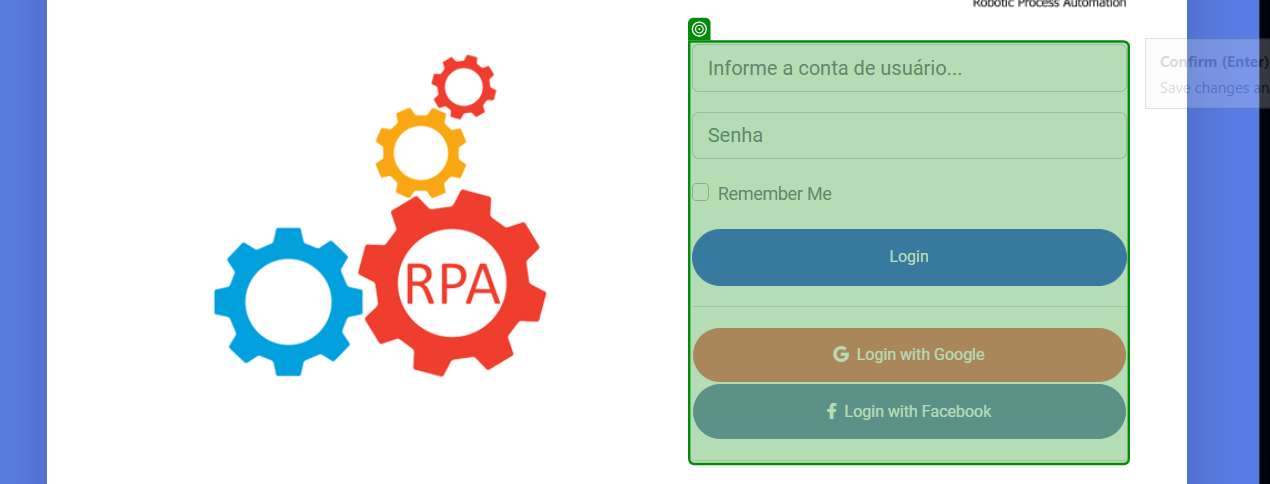 Robotic Process Automation
Informe a conta de usuário...
Confirm (Enter)
Save changes an
Senha
Remember Me
Login
RPA
Login with Google
Login with Facebook